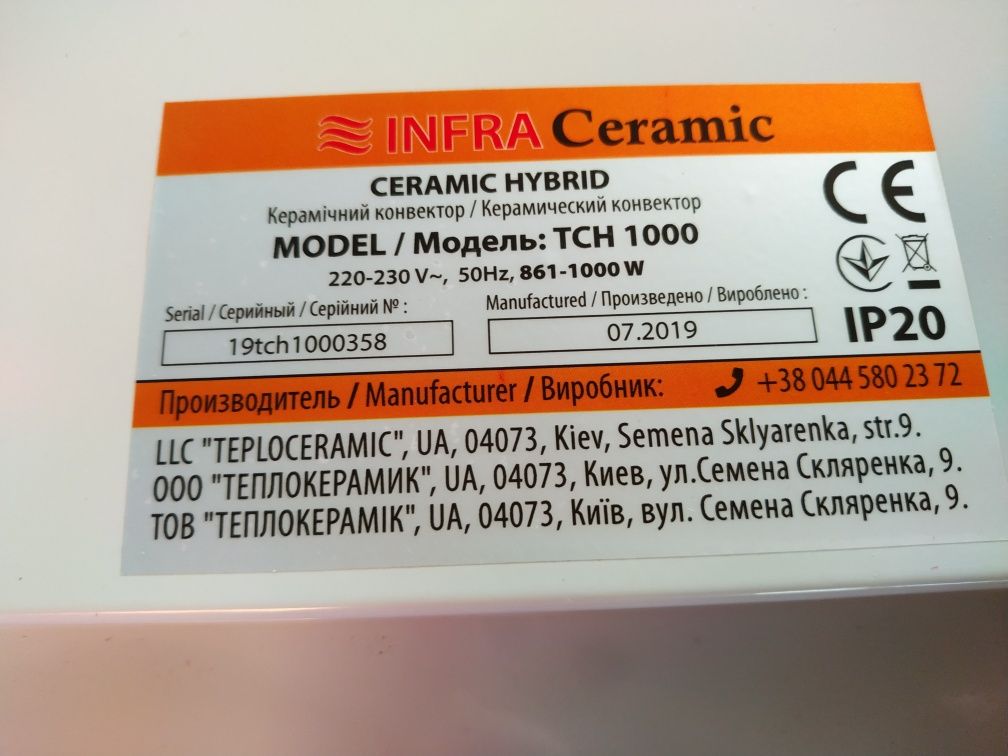 INFRA Ceramic
CERAMIC HYBRID
Керамічний конвектор / Керамический конвектор
MODEL / Модель: TCH 1000
220-230 V~, 50Hz, 861-1000 W
CE
Serial / Серийный / Серійний № :
19tch1000358
Manufactured / Произведено / Вироблено :
07.2019
IP20
Производитель / Manufacturer / Виробник:
+38 044 580 23 72
LLC "TEPLOCERAMIC", UA, 04073, Kiev, Semena Sklyarenka, str.9.
ООО "ТЕПЛОКЕРАМИК", UA, 04073, Киев, ул.Семена Скляренка, 9.
ТОВ "ТЕПЛОКЕРАМІК", UA, 04073, Київ, вул. Семена Скляренка, 9.